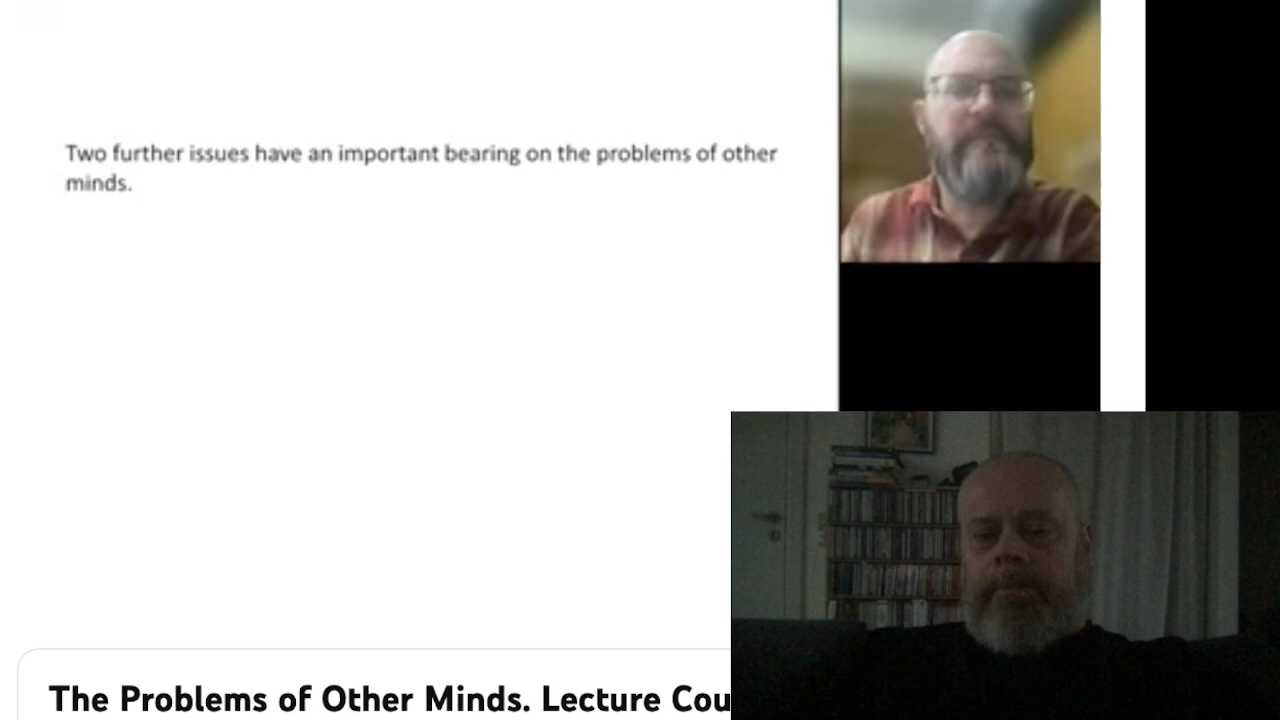 Two further issues have an important bearing on the problems of other
minds.
The Problems of Other Minds. Lecture Cou